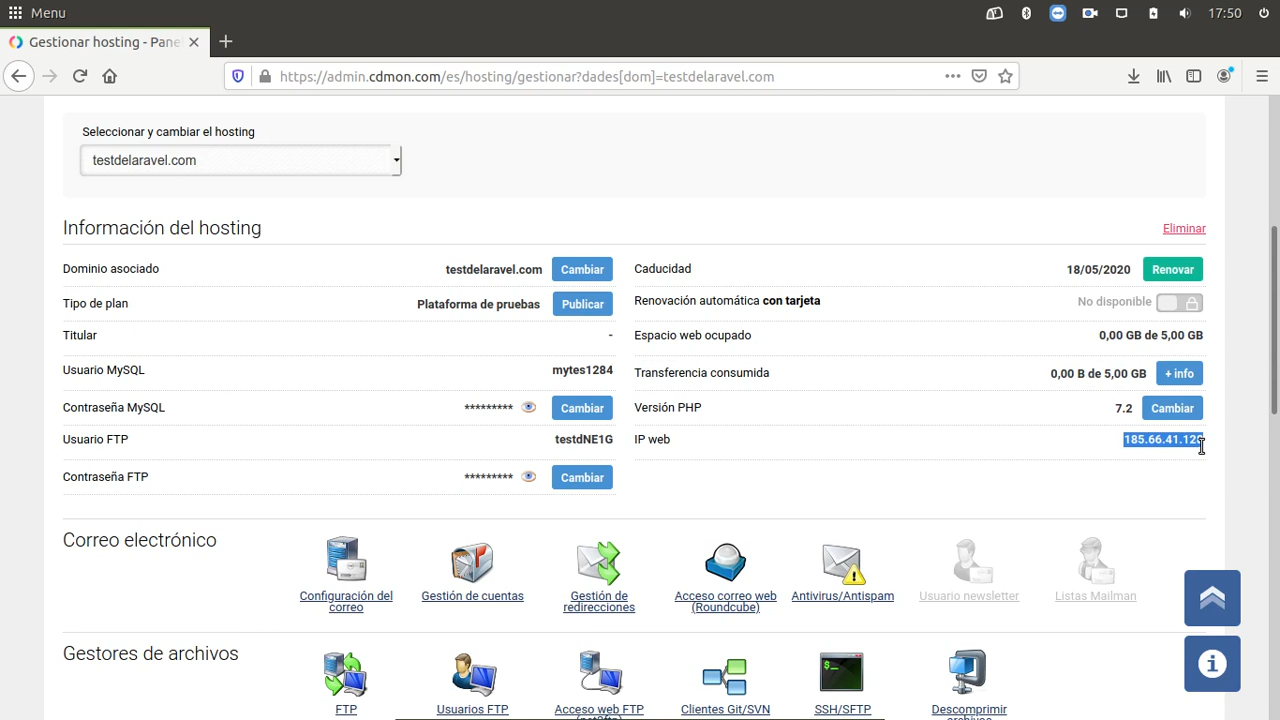 Menu
17:50
Gestionar hosting - Pane
https://admin.cdmon.com/es/hosting/gestionar?dades[dom]=testdelaravel.com
Seleccionar y cambiar el hosting
testdelaravel.com
Información del hosting
Eliminar
Dominio asociado
testdelaravel.com
Cambiar
Caducidad
18/05/2020
Renovar
Tipo de plan
Plataforma de pruebas
Publicar
Renovación automática con tarjeta
No disponible
Titular
-
Espacio web ocupado
0,00 GB de 5,00 GB
Usuario MySQL
mytes1284
Transferencia consumida
0,00 B de 5,00 GB
+ info
Contraseña MySQL
*********
Cambiar
Versión PHP
7.2
Cambiar
Usuario FTP
testdNE1G
IP web
Contraseña FTP
*********
Cambiar
Correo electrónico
Configuración del
correo
Gestión de cuentas
Gestión de
redirecciones
Acceso correo web
(Roundcube)
Antivirus/Antispam
Usuario newsletter
Listas Mailman
Gestores de archivos
FTP
Usuarios FTP
Acceso web FTP
Clientes Git/SVN
SSH/SFTP
Descomprimir